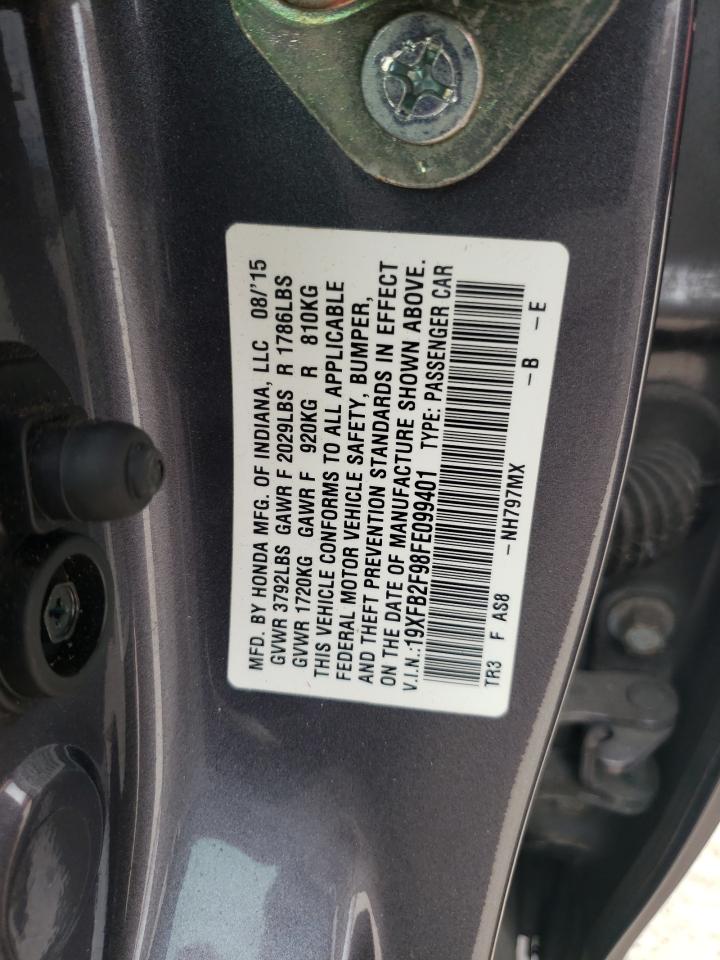 MFD. BY HONDA MFG. OF INDIANA, LLC 08/'15
GVWR 3792LBS GAWR F 2029LBS R 1786LBS
GVWR 1720KG GAWR F 920KG R 810KG
THIS VEHICLE CONFORMS TO ALL APPLICABLE
FEDERAL MOTOR VEHICLE SAFETY, BUMPER,
AND THEFT PREVENTION STANDARDS IN EFFECT
ON THE DATE OF MANUFACTURE SHOWN ABOVE.
V.I.N.:19XFB2F98FE099401 TYPE: PASSENGER CAR
TR3 F AS8 -NH797MX -B -E